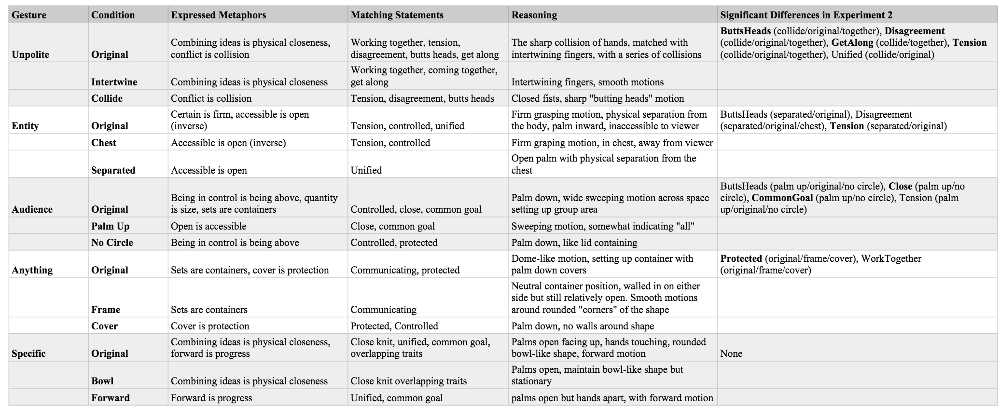 Gesture Condition Expressed Metaphors Matching Statements Reasoning Significant Differences in Experiment 2
Unpolite Original
Combining ideas is physical closeness,
conflict is collision
Working together, tension,
disagreement, butts heads, get along
The sharp collision of hands, matched with
intertwining fingers, with a series of collisions
ButtsHeads (collide/original/together), Disagreement
(collide/original/together), GetAlong (collide/together), Tension
(collide/original/together), Unified (collide/original)
Intertwine
Combining ideas is physical closeness
Working together, coming together,
get along
Intertwining fingers, smooth motions
Collide
Conflict is collision
Tension, disagreement, butts heads
Closed fists, sharp "butting heads" motion
Entity Original
Certain is firm, accessible is open
(inverse)
Tension, controlled, unified
Firm grasping motion, physical separation from
the body, palm inward, inaccessible to viewer
ButtsHeads (separated/original), Disagreement
(separated/original/chest), Tension (separated/original)
Chest
Accessible is open (inverse)
Tension, controlled
Firm graping motion, in chest, away from viewer
Separated
Accessible is open
Unified
Open palm with physical separation from the
chest
Audience Original
Being in control is being above, quantity
is size, sets are containers
Controlled, close, common goal
Palm down, wide sweeping motion across space
setting up group area
ButtsHeads (palm up/original/no circle), Close (palm up/no
circle), CommonGoal (palm up/no circle), Tension (palm
up/original/no circle)
Palm Up
Open is accessible
Close, common goal
Sweeping motion, somewhat indicating "all"
No Circle
Being in control is being above
Controlled, protected
Palm down, like lid containing
Anything Original
Sets are containers, cover is protection
Communicating, protected
Dome-like motion, setting up container with
palm down covers
Protected (original/frame/cover), WorkTogether
(original/frame/cover)
Frame
Sets are containers
Communicating
Neutral container position, walled in on either
side but still relatively open. Smooth motions
around rounded "corners" of the shape
Cover
Cover is protection
Protected, Controlled
Palm down, no walls around shape
Specific Original
Combining ideas is physical closeness,
forward is progress
Close knit, unified, common goal,
overlapping traits
Palms open facing up, hands touching, rounded
bowl-like shape, forward motion
None
Bowl
Combining ideas is physical closeness
Close knit overlapping traits
Palms open, maintain bowl-like shape but
stationary
Forward
Forward is progress
Unified, common goal
palms open but hands apart, with forward motion